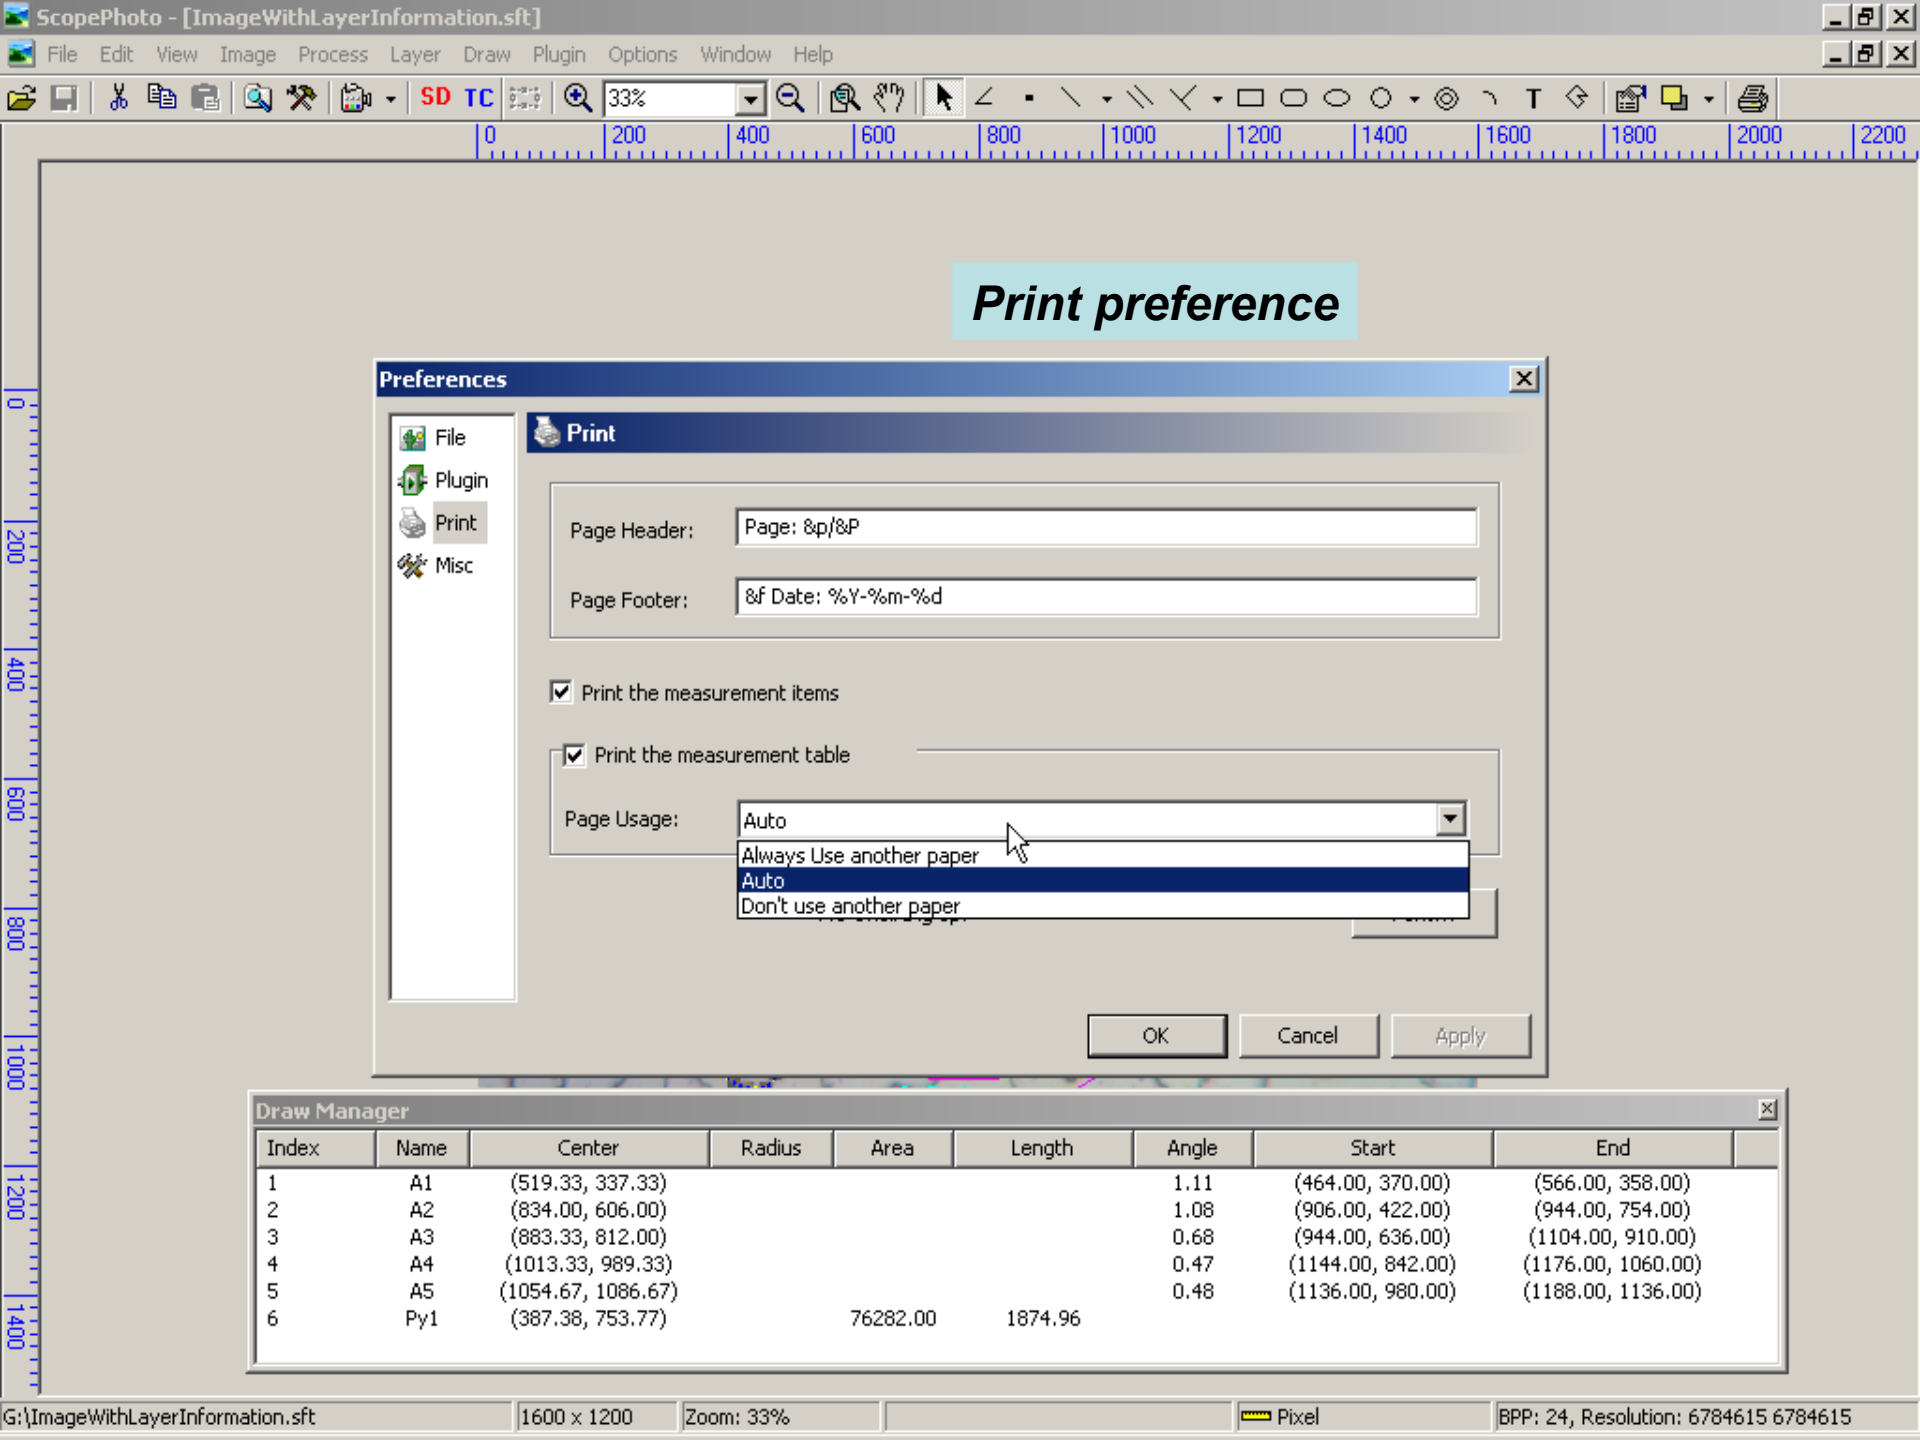 ScopePhoto - [ImageWithLayerInformation.sft]
File Edit View Image Process Layer Draw Plugin Options Window Help
SD TC 33% T
0 200 400 600 800 1000 1200 1400 1600 1800 2000 2200
Print preference
Preferences
File
Plugin
Print
Misc
Print
Page Header: Page: &p/&P
Page Footer: &f Date: %Y-%m-%d
Print the measurement items
Print the measurement table
Page Usage: Auto
Always Use another paper
Auto
Don't use another paper
OK Cancel Apply
0
200
400
600
800
1000
1200
1400
Draw Manager
Index Name Center Radius Area Length Angle Start End
1 A1 (519.33, 337.33) 1.11 (464.00, 370.00) (566.00, 358.00)
2 A2 (834.00, 606.00) 1.08 (906.00, 422.00) (944.00, 754.00)
3 A3 (883.33, 812.00) 0.68 (944.00, 636.00) (1104.00, 910.00)
4 A4 (1013.33, 989.33) 0.47 (1144.00, 842.00) (1176.00, 1060.00)
5 A5 (1054.67, 1086.67) 0.48 (1136.00, 980.00) (1188.00, 1136.00)
6 Py1 (387.38, 753.77) 76282.00 1874.96
G:\ImageWithLayerInformation.sft 1600 x 1200 Zoom: 33% Pixel BPP: 24, Resolution: 6784615 6784615